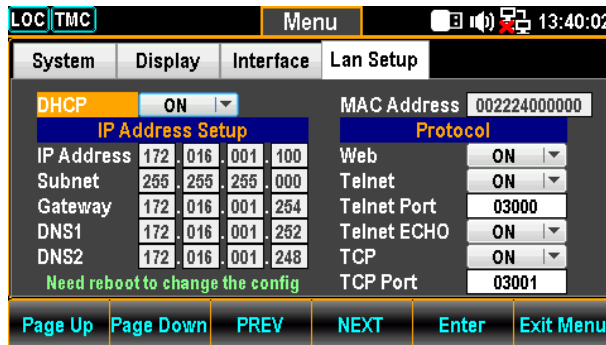 LOC TMC Menu 13:40:02
System Display Interface Lan Setup
DHCP ON MAC Address 002224000000
IP Address Setup Protocol
IP Address 172 . 016 . 001 . 100 Web ON
Subnet 255 . 255 . 255 . 000 Telnet ON
Gateway 172 . 016 . 001 . 254 Telnet Port 03000
DNS1 172 . 016 . 001 . 252 Telnet ECHO ON
DNS2 172 . 016 . 001 . 248 TCP ON
Need reboot to change the config TCP Port 03001
Page Up Page Down PREV NEXT Enter Exit Menu